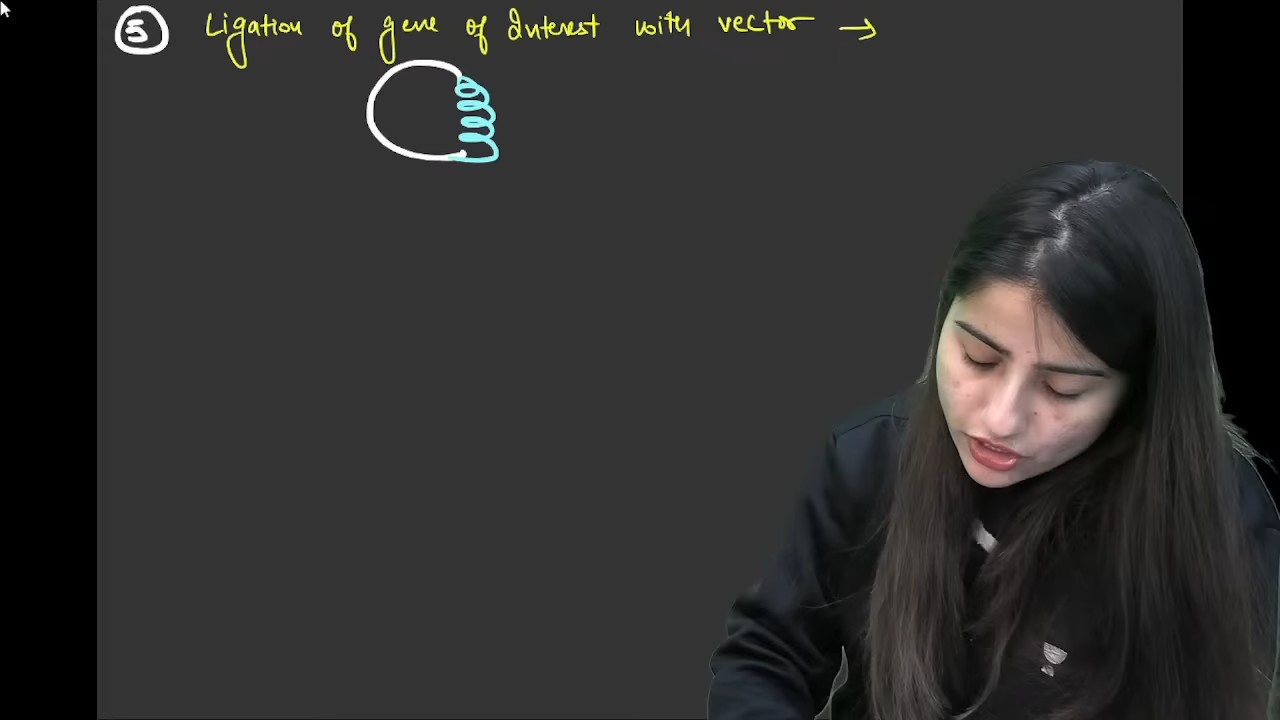 5 Ligation of gene of Interest with vector →